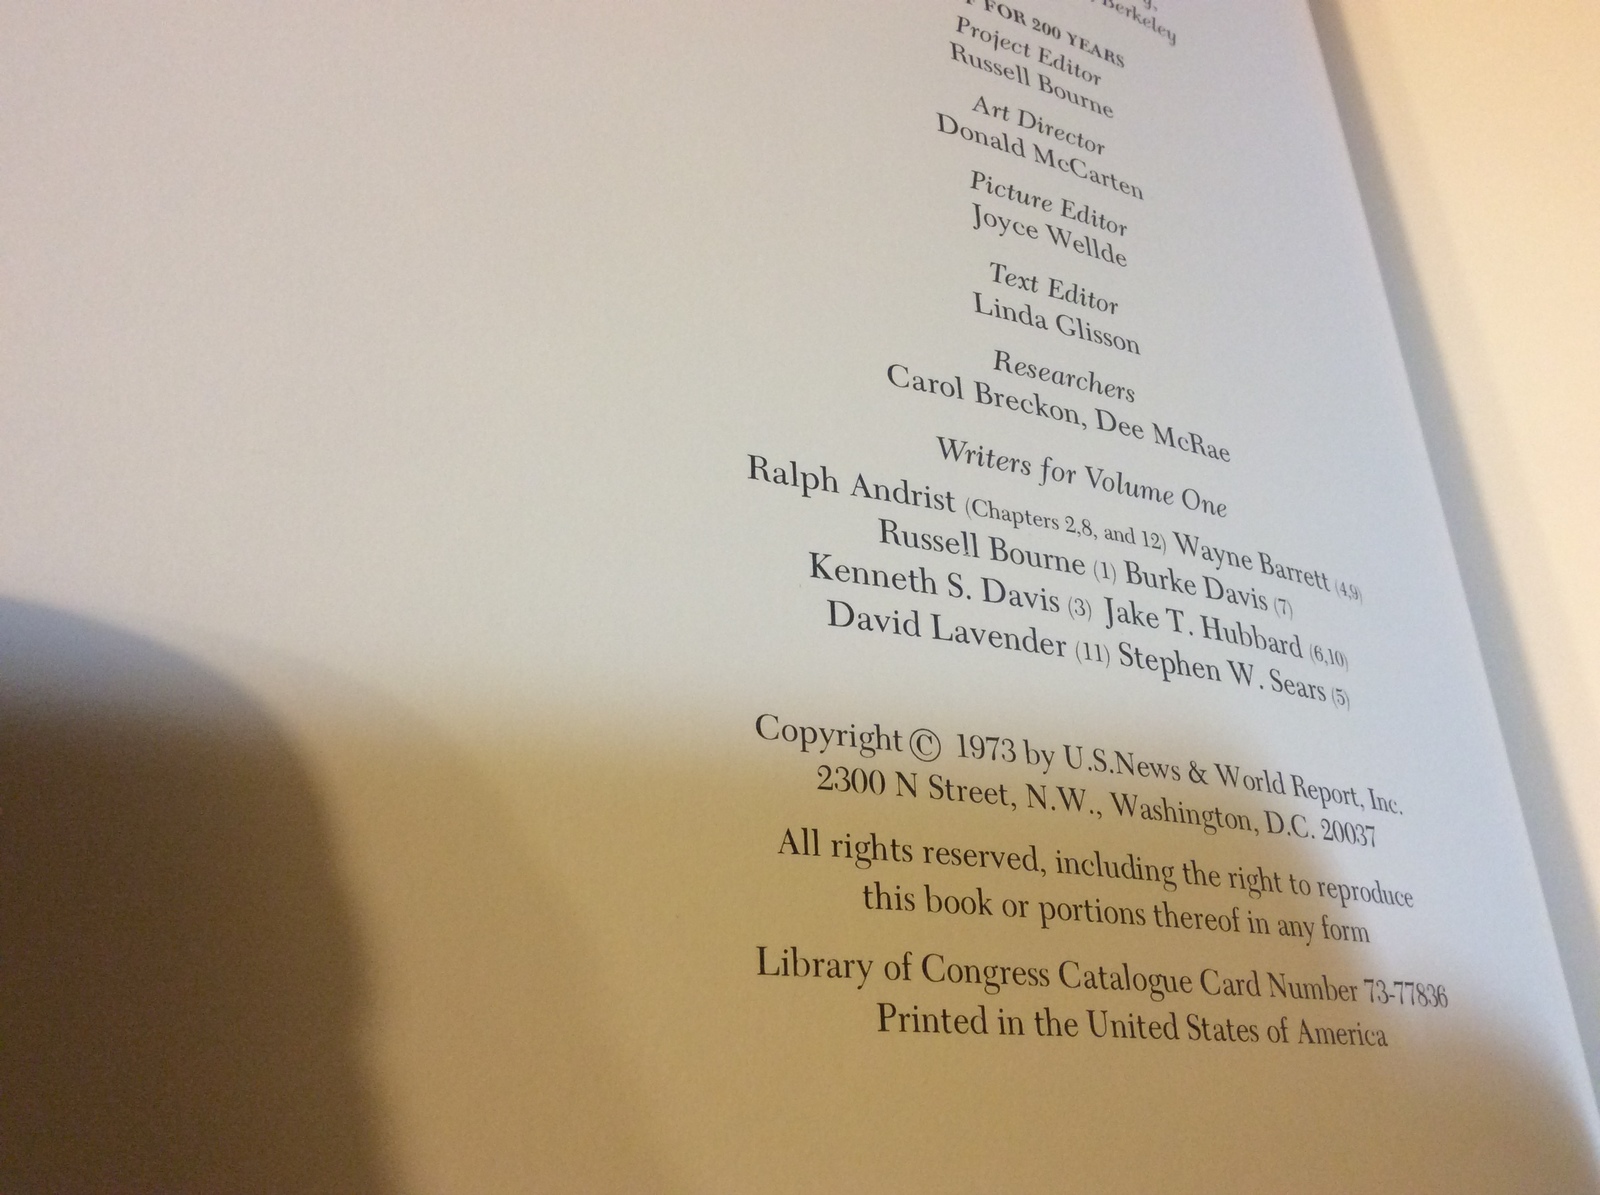 Berkeley
FOR 200 YEARS
Project Editor
Russell Bourne
Art Director
Donald McCarten
Picture Editor
Joyce Wellde
Text Editor
Linda Glisson
Researchers
Carol Breckon, Dee McRae
Writers for Volume One
Ralph Andrist (Chapters 2,8, and 12) Wayne Barrett (4,9)
Russell Bourne (1) Burke Davis (7)
Kenneth S. Davis (3) Jake T. Hubbard (6,10)
David Lavender (11) Stephen W. Sears (5)
Copyright © 1973 by U.S.News & World Report, Inc.
2300 N Street, N.W., Washington, D.C. 20037
All rights reserved, including the right to reproduce
this book or portions thereof in any form
Library of Congress Catalogue Card Number 73-77836
Printed in the United States of America